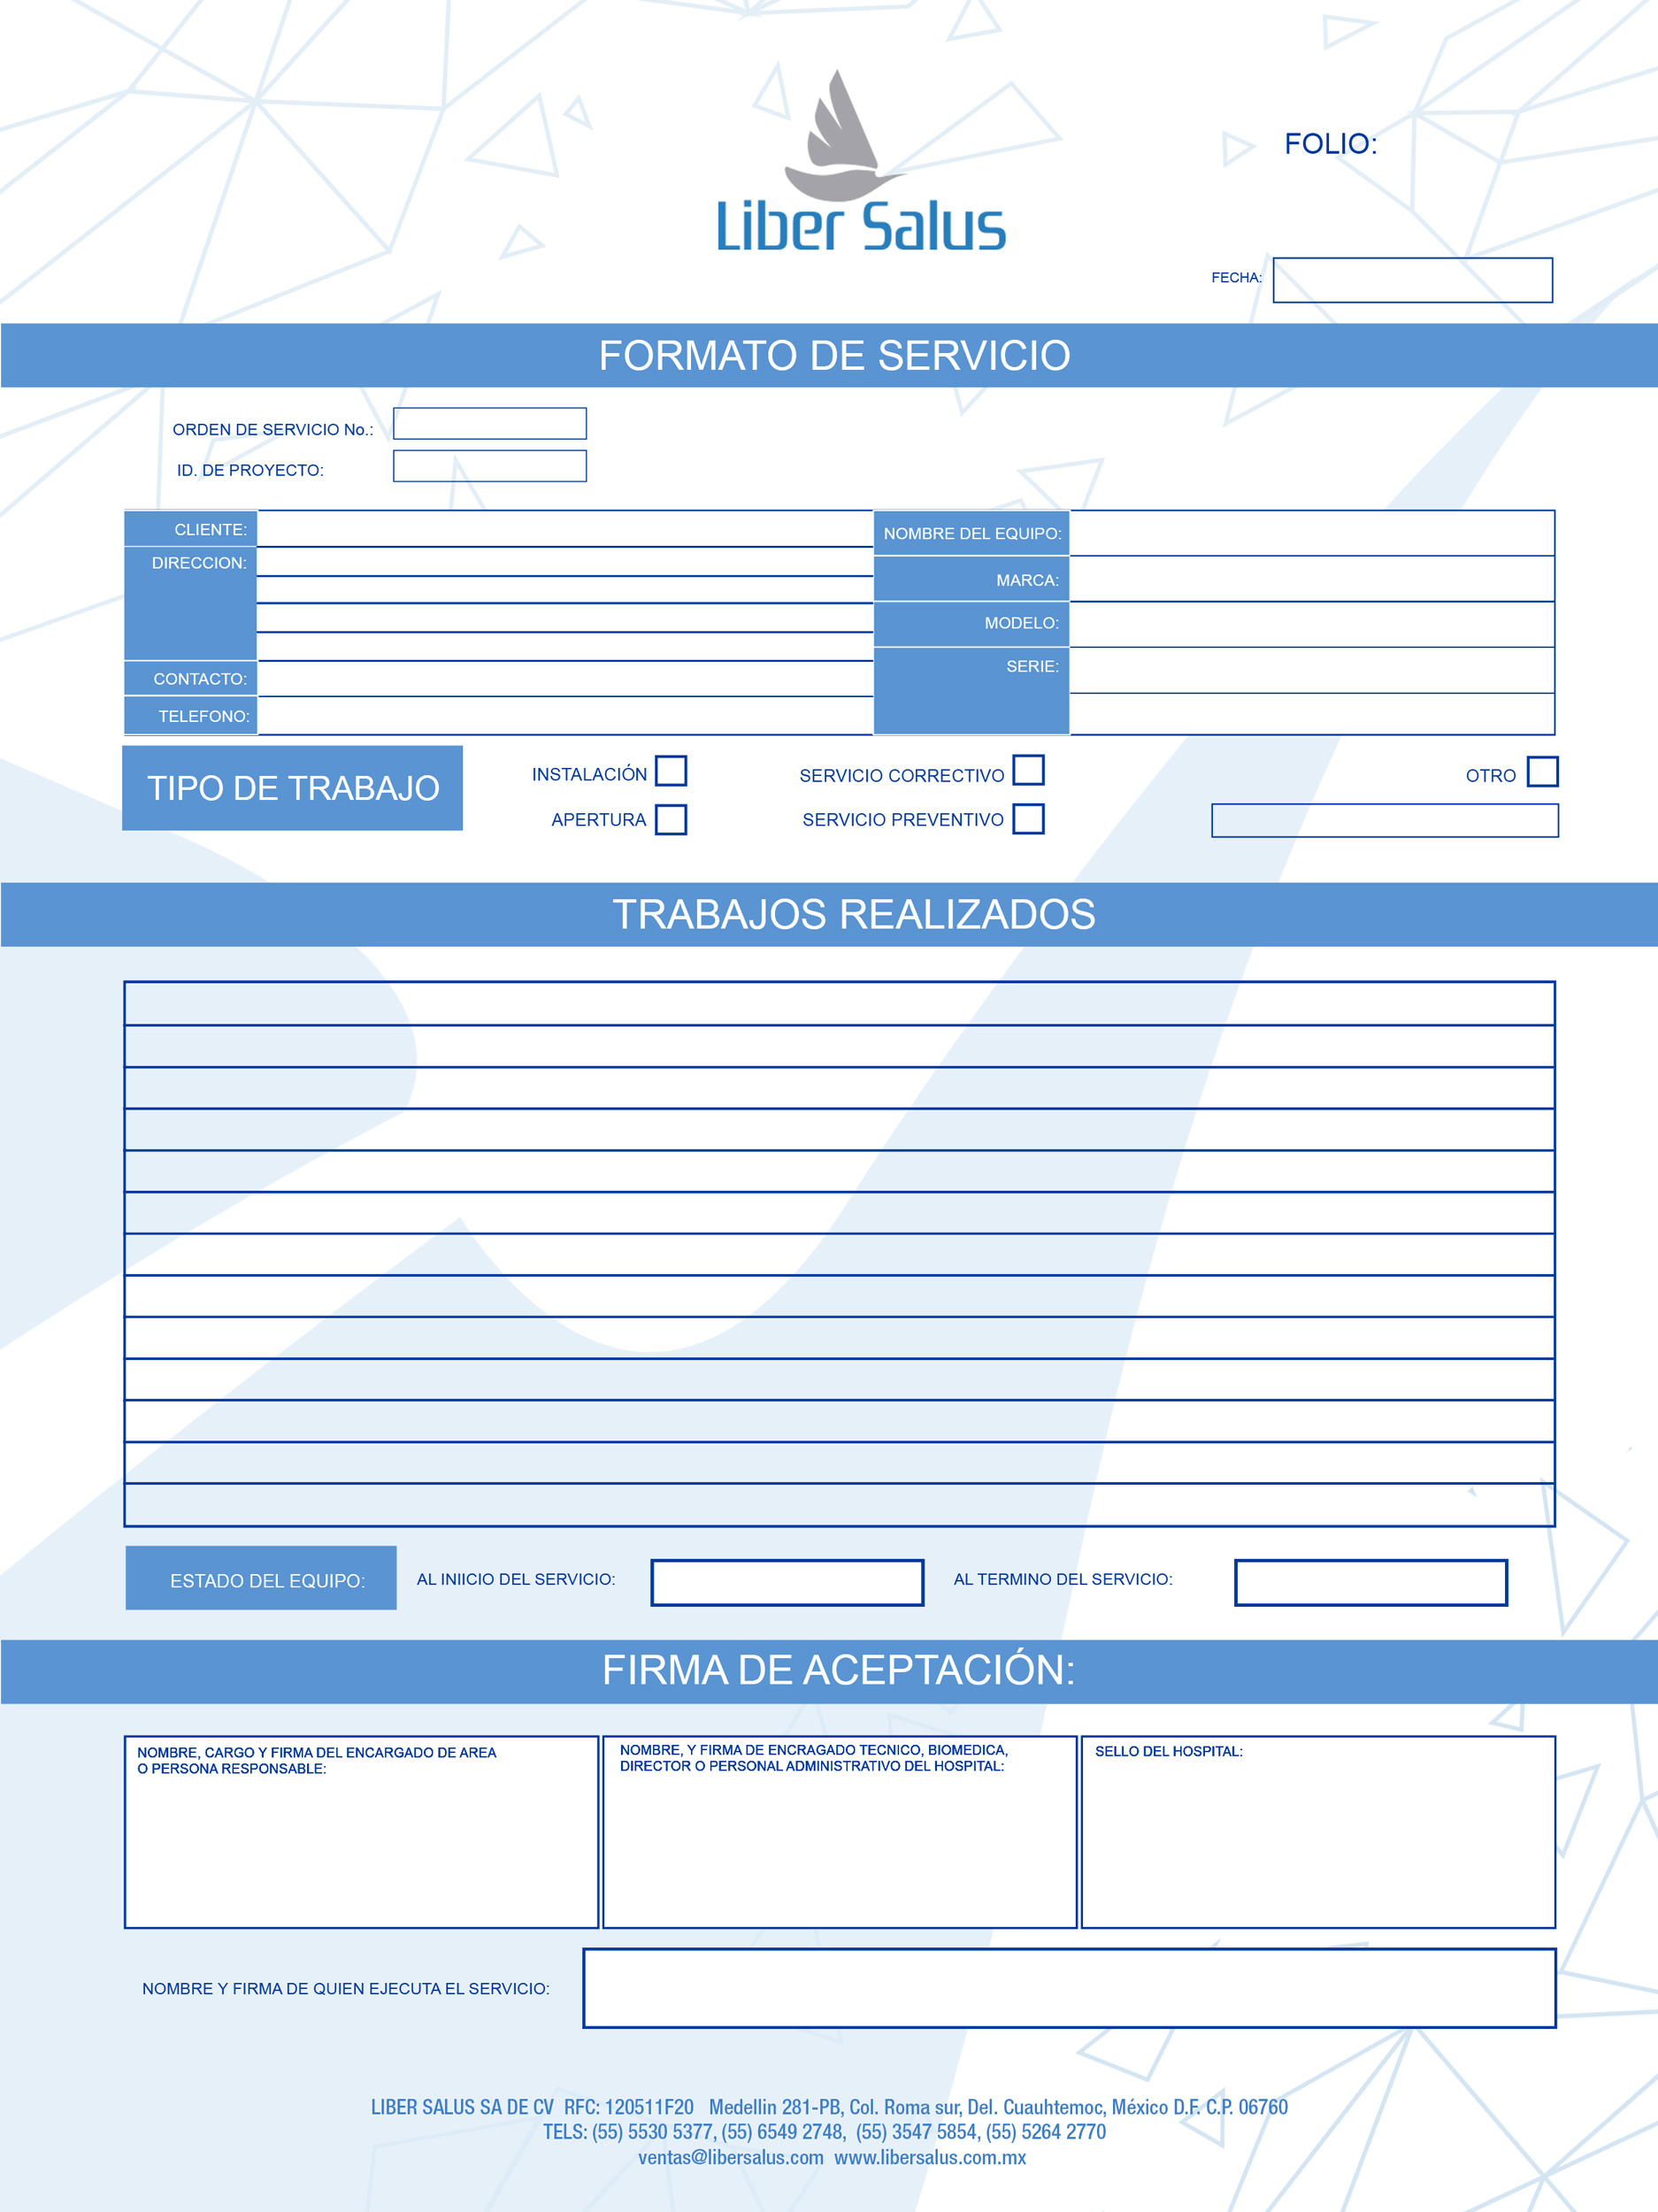 Liber Salus
FOLIO:
FECHA:
FORMATO DE SERVICIO
ORDEN DE SERVICIO No.:
ID. DE PROYECTO:
CLIENTE:
DIRECCION:
CONTACTO:
TELEFONO:
NOMBRE DEL EQUIPO:
MARCA:
MODELO:
SERIE:
TIPO DE TRABAJO
INSTALACIÓN
SERVICIO CORRECTIVO
OTRO
APERTURA
SERVICIO PREVENTIVO
TRABAJOS REALIZADOS
ESTADO DEL EQUIPO:
AL INIICIO DEL SERVICIO:
AL TERMINO DEL SERVICIO:
FIRMA DE ACEPTACIÓN:
NOMBRE, CARGO Y FIRMA DEL ENCARGADO DE AREA
O PERSONA RESPONSABLE:
NOMBRE, Y FIRMA DE ENCRAGADO TECNICO, BIOMEDICA,
DIRECTOR O PERSONAL ADMINISTRATIVO DEL HOSPITAL:
SELLO DEL HOSPITAL:
NOMBRE Y FIRMA DE QUIEN EJECUTA EL SERVICIO:
LIBER SALUS SA DE CV RFC: 120511F20 Medellin 281-PB, Col. Roma sur, Del. Cuauhtemoc, México D.F. C.P. 06760
TELS: (55) 5530 5377, (55) 6549 2748, (55) 3547 5854, (55) 5264 2770
ventas@libersalus.com www.libersalus.com.mx